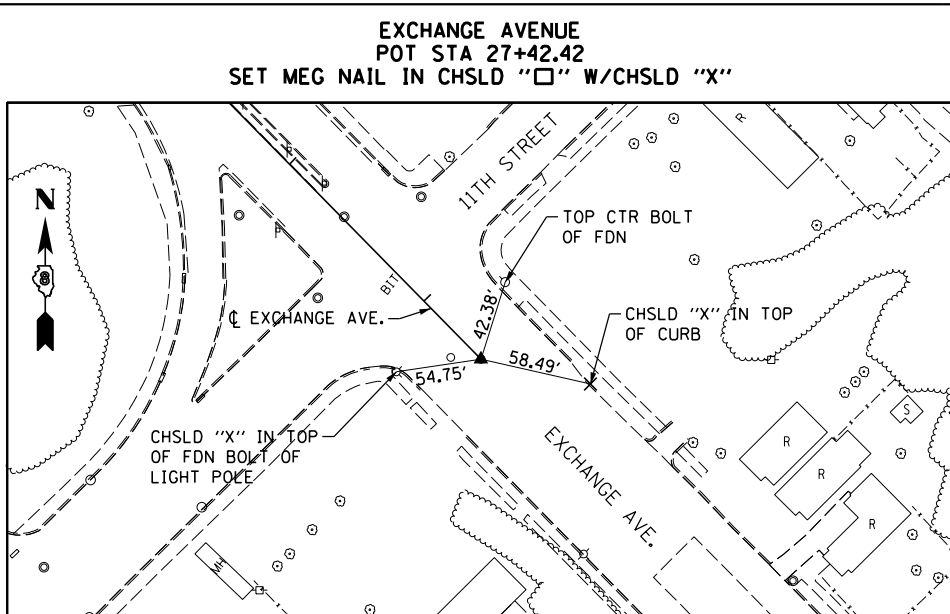 EXCHANGE AVENUE
POT STA 27+42.42
SET MEG NAIL IN CHSLD "□" W/CHSLD "X"
N
11TH STREET
R
P
P
TOP CTR BOLT
OF FDN
BIT
℄ EXCHANGE AVE.
42.38'
CHSLD "X" IN TOP
OF CURB
58.49'
54.75'
CHSLD "X" IN TOP
OF FDN BOLT OF
LIGHT POLE
EXCHANGE AVE.
S
R
R
R
MH